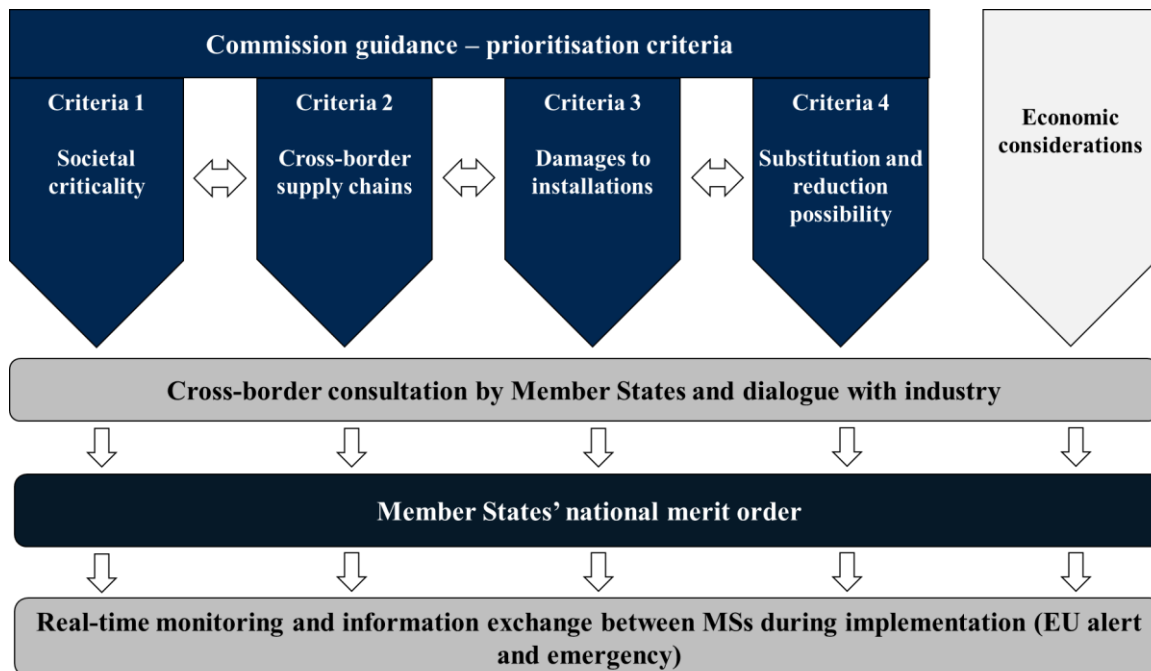 Commission guidance – prioritisation criteria
Criteria 1
Societal
criticality
Criteria 2
Cross-border
supply chains
Criteria 3
Damages to
installations
Criteria 4
Substitution and
reduction
possibility
Economic
considerations
Cross-border consultation by Member States and dialogue with industry
Member States’ national merit order
Real-time monitoring and information exchange between MSs during implementation (EU alert
and emergency)